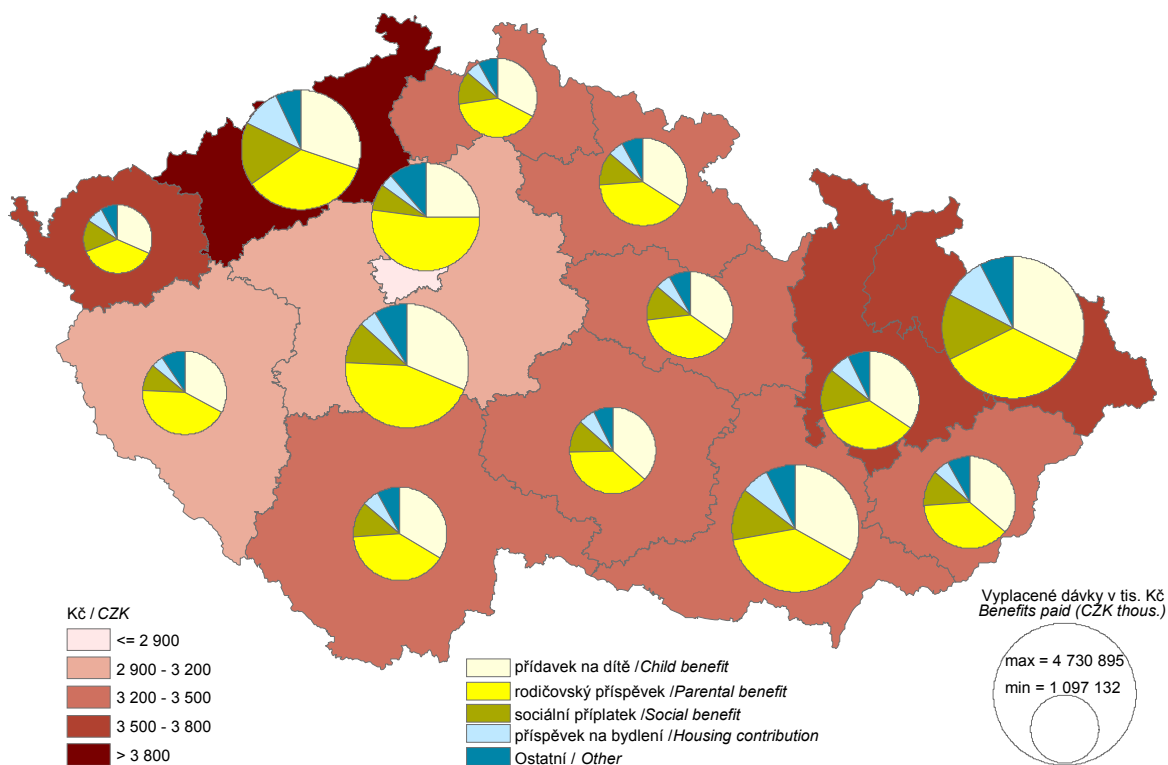 Kč / CZK
<= 2 900
2 900 - 3 200
3 200 - 3 500
3 500 - 3 800
> 3 800
přídavek na dítě /Child benefit
rodičovský příspěvek /Parental benefit
sociální příplatek /Social benefit
příspěvek na bydlení /Housing contribution
Ostatní / Other
Vyplacené dávky v tis. Kč
Benefits paid (CZK thous.)
max = 4 730 895
min = 1 097 132